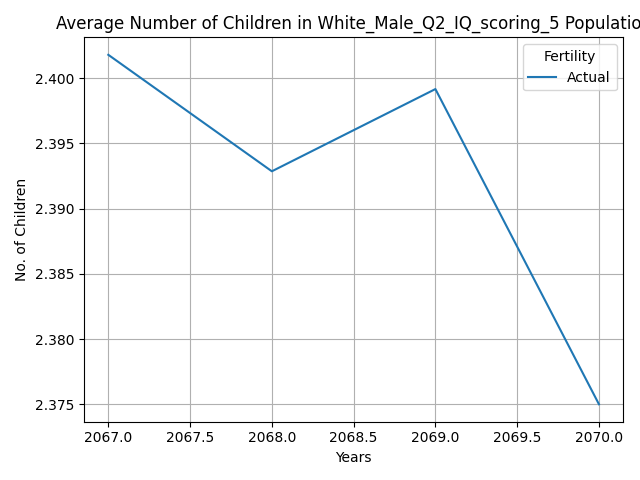 Average Number of Children in White_Male_Q2_IQ_scoring_5 Populatio
Fertility
Actual
2.400
2.395
2.390
2.385
2.380
2.375
No. of Children
2067.0 2067.5 2068.0 2068.5 2069.0 2069.5 2070.0
Years